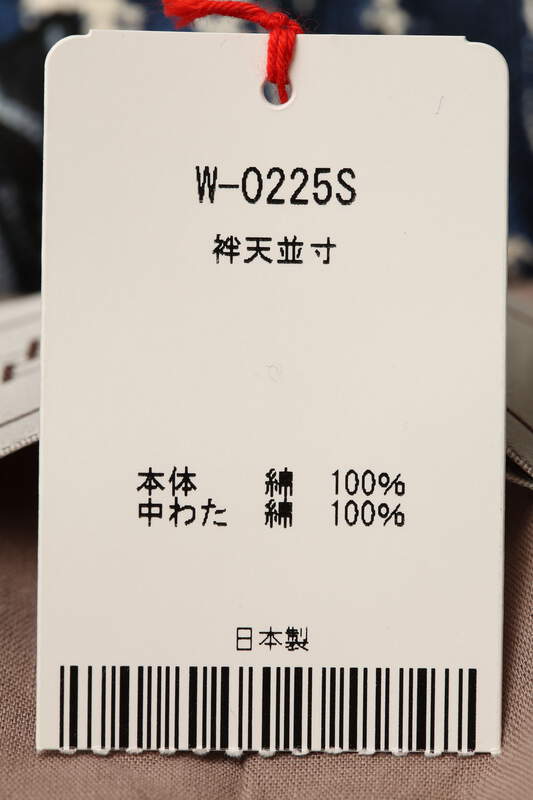 W-0225S
袢天並寸
本体 綿 100%
中わた 綿 100%
日本製